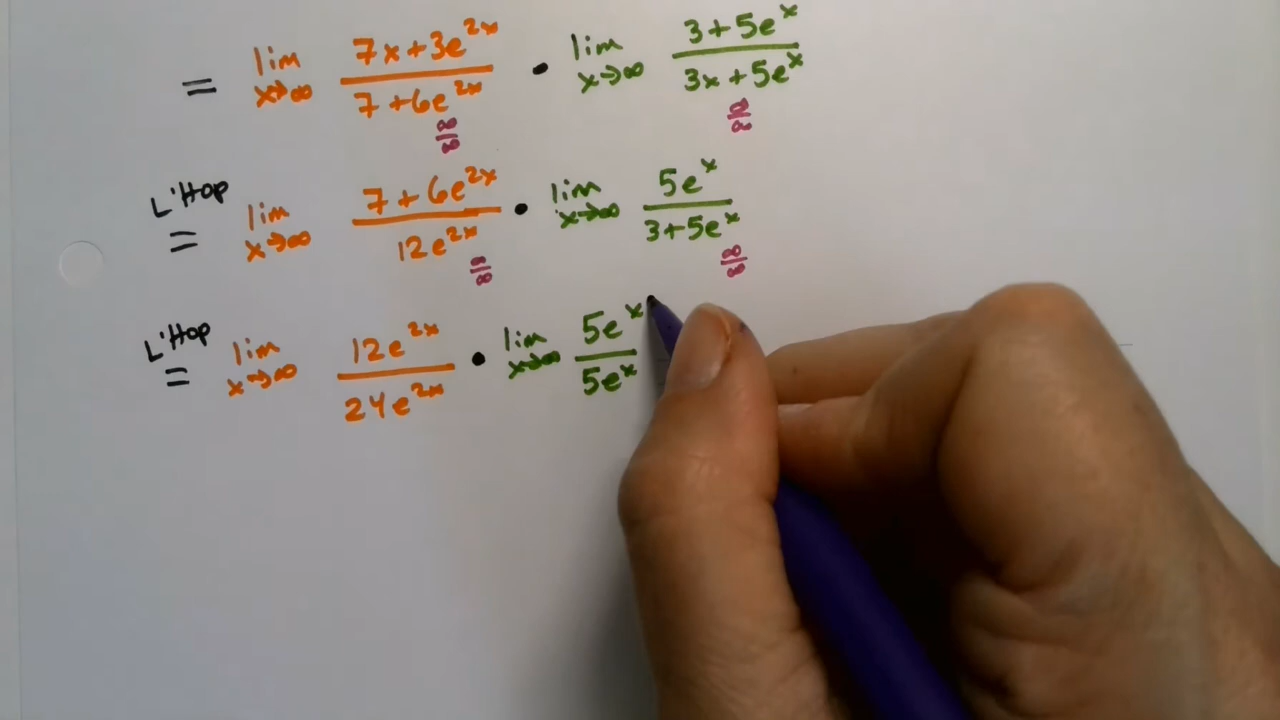 = lim x→∞ (7x+3e^(2x))/(7+6e^(2x)) • lim x→∞ (3+5e^x)/(3x+5e^x)
∞/∞ ∞/∞
L'Hop = lim x→∞ (7+6e^(2x))/(12e^(2x)) • lim x→∞ (5e^x)/(3+5e^x)
∞/∞ ∞/∞
L'Hop = lim x→∞ (12e^(2x))/(24e^(2x)) • lim x→∞ (5e^x)/(5e^x)